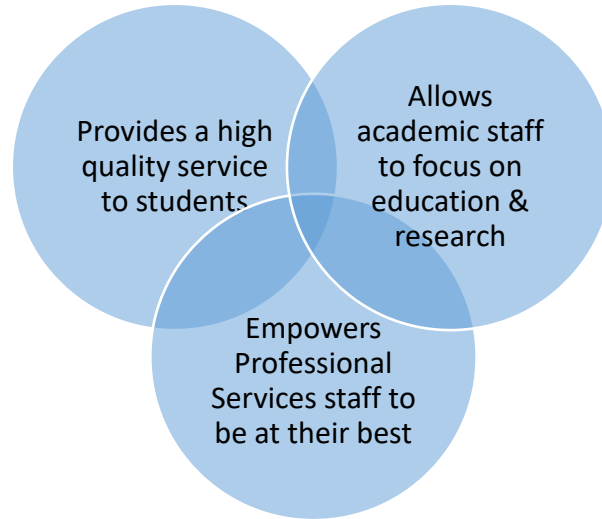 Provides a high
quality service
to students
Allows
academic staff
to focus on
education &
research
Empowers
Professional
Services staff to
be at their best